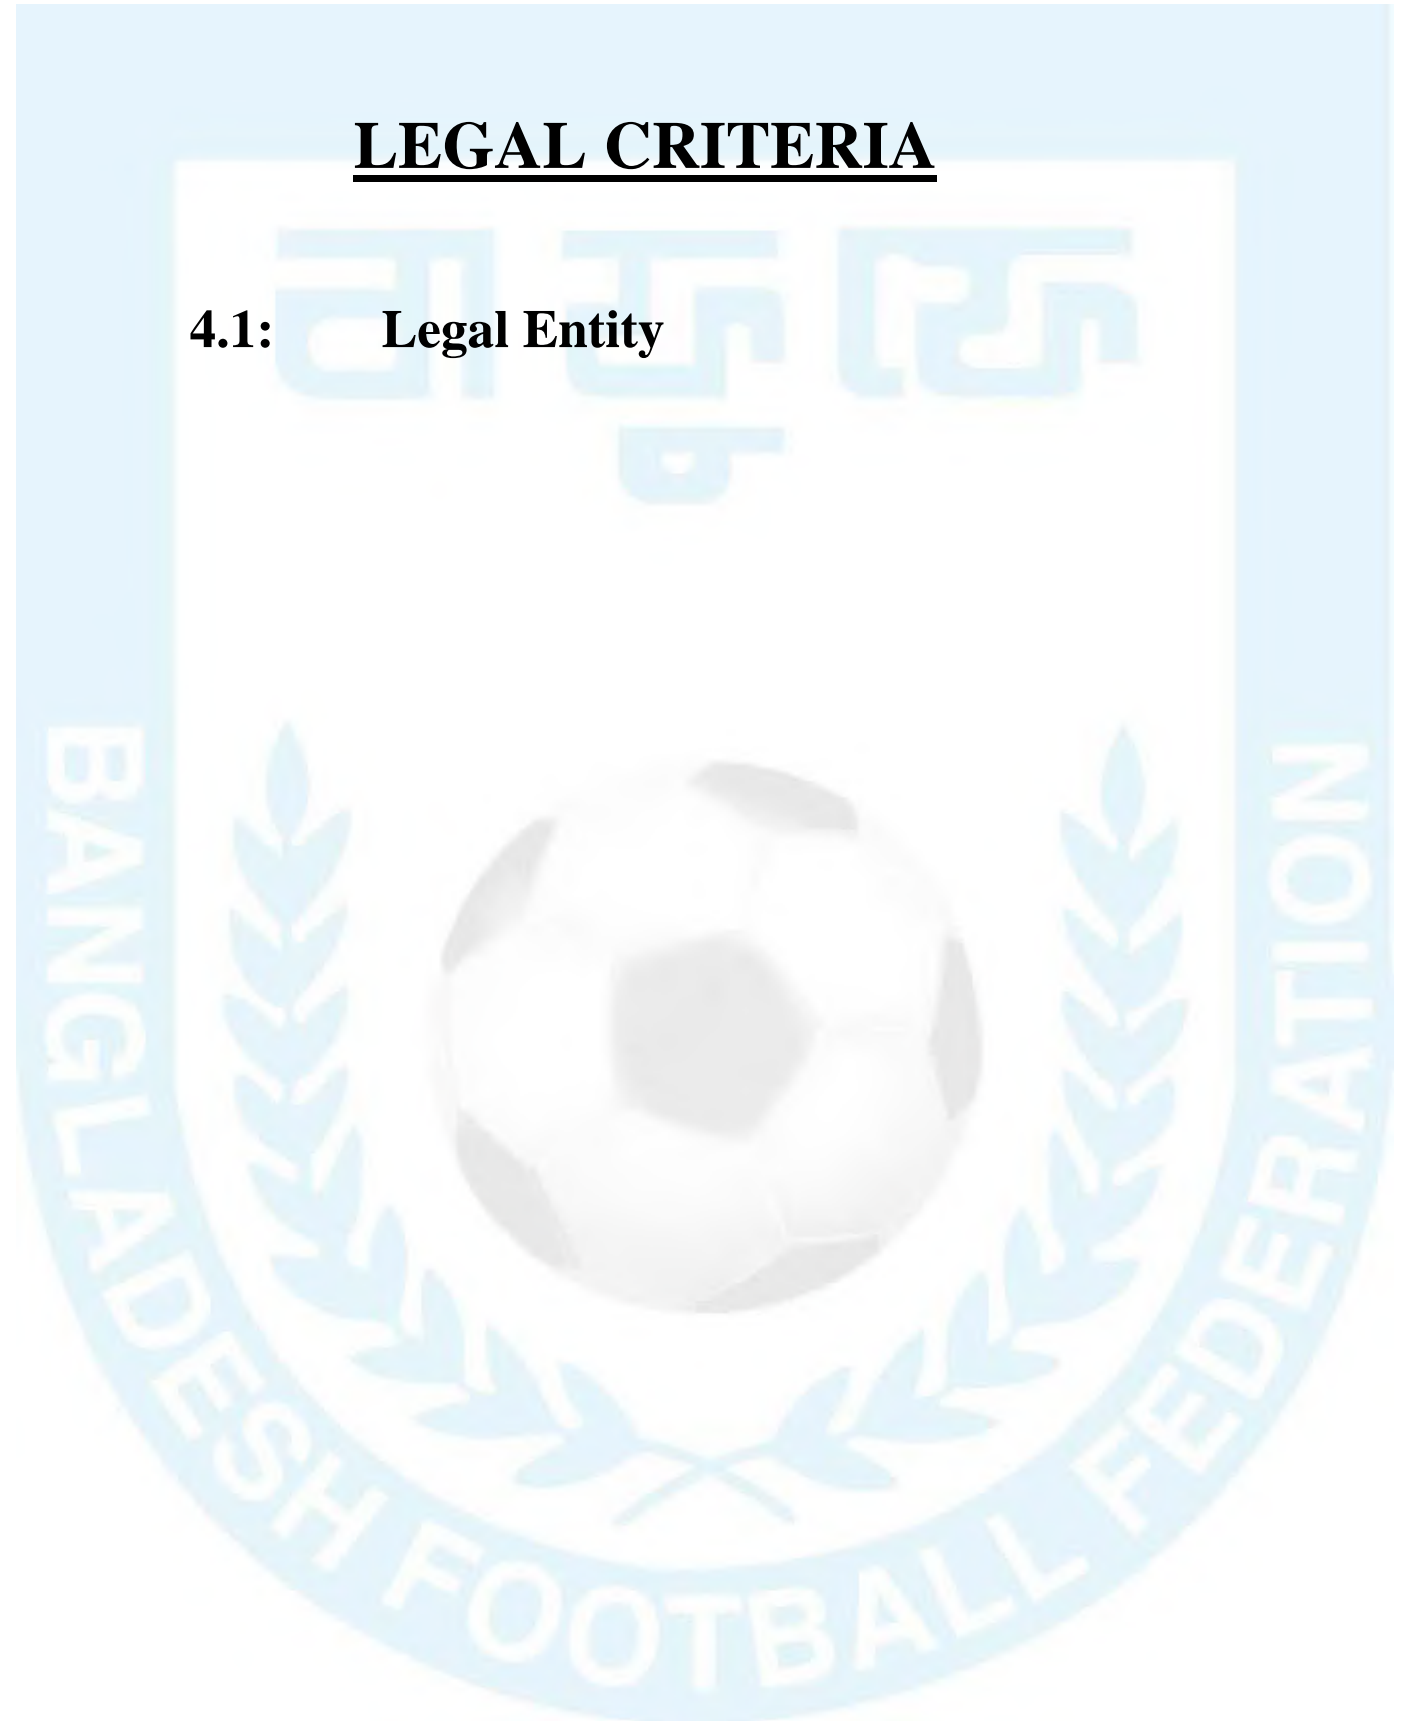 LEGAL CRITERIA
বাফুফে
4.1: Legal Entity
BANGLADESH FOOTBALL FEDERATION